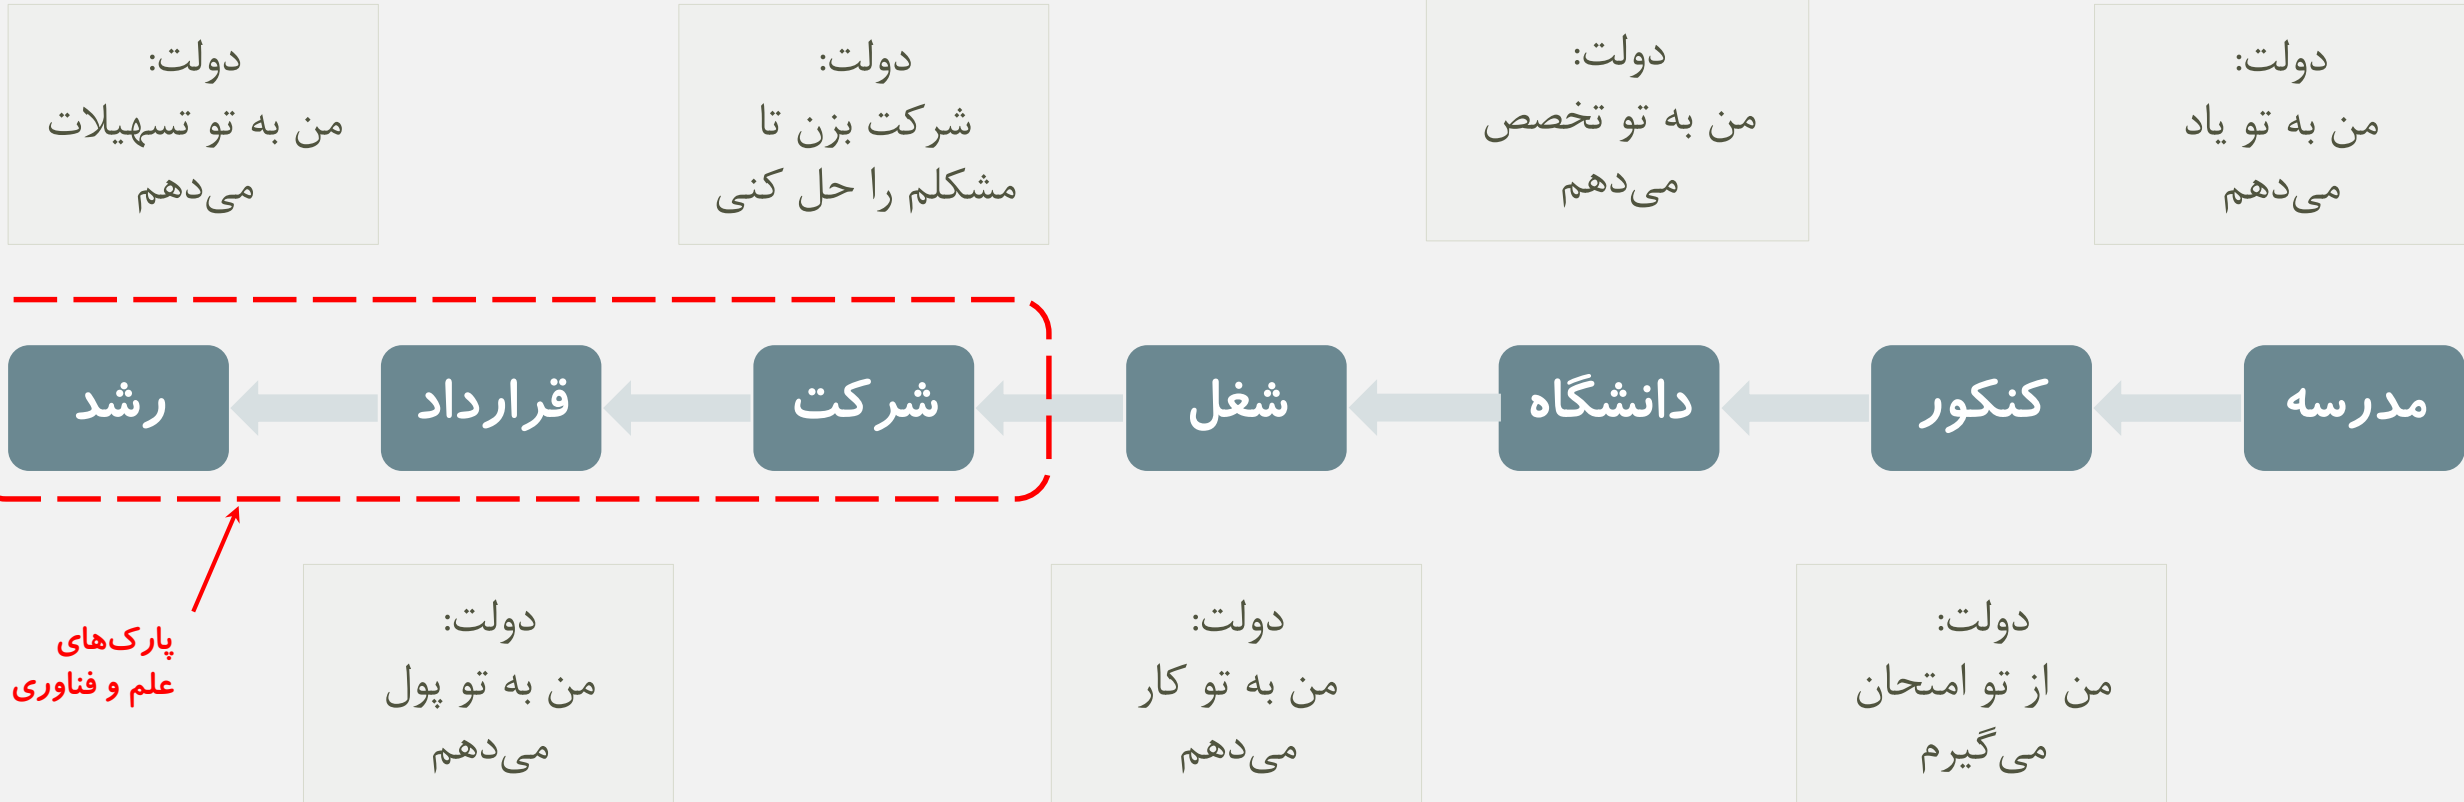 دولت:
من به تو یاد
می‌دهم
دولت:
من به تو تخصص
می‌دهم
دولت:
شرکت بزن تا
مشکلم را حل کنی
دولت:
من به تو تسهیلات
می‌دهم
مدرسه
کنکور
دانشگاه
شغل
شرکت
قرارداد
رشد
دولت:
من از تو امتحان
می‌گیرم
دولت:
من به تو کار
می‌دهم
دولت:
من به تو پول
می‌دهم
پارک‌های
علم و فناوری